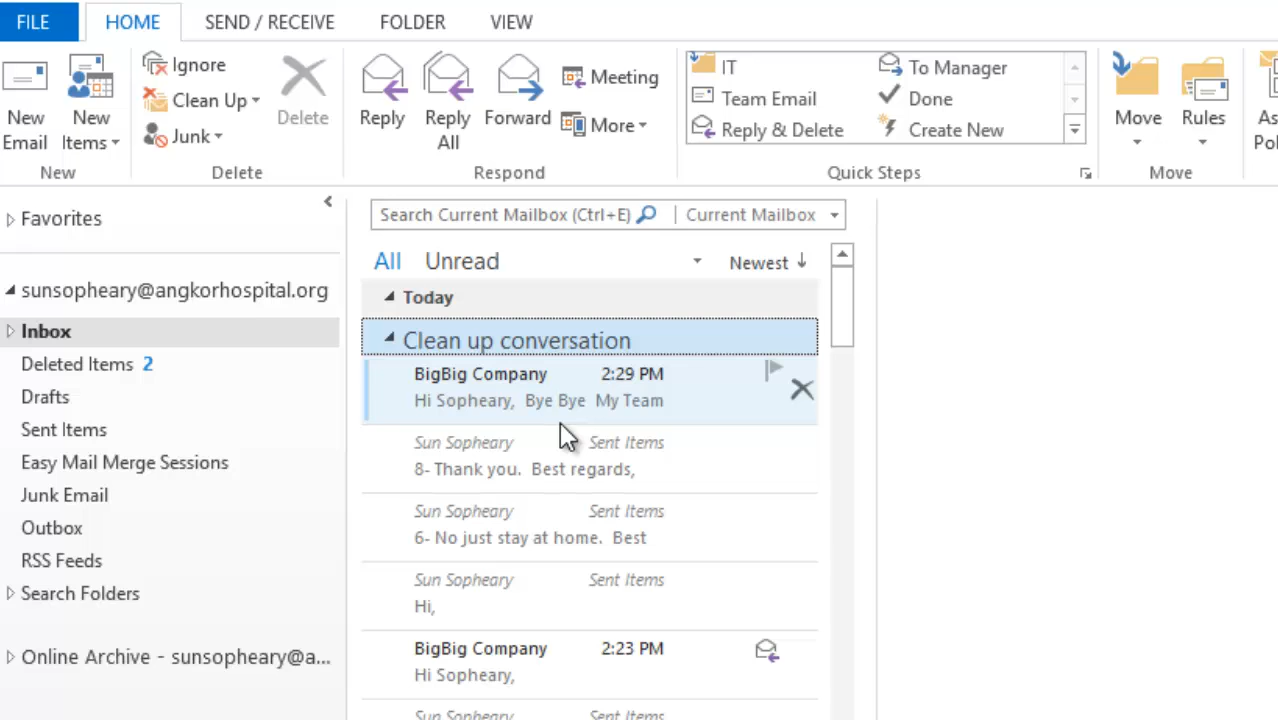 FILE HOME SEND / RECEIVE FOLDER VIEW
New Email
New Items
Ignore
Clean Up
Junk
Delete
Reply
Reply All
Forward
Meeting
More
IT
Team Email
Reply & Delete
To Manager
Done
Create New
Move
Rules
New Delete Respond Quick Steps Move
Favorites
sunsopheary@angkorhospital.org
Inbox
Deleted Items 2
Drafts
Sent Items
Easy Mail Merge Sessions
Junk Email
Outbox
RSS Feeds
Search Folders
Online Archive - sunsopheary@a...
Search Current Mailbox (Ctrl+E) Current Mailbox
All Unread Newest
Today
Clean up conversation
BigBig Company 2:29 PM
Hi Sopheary, Bye Bye My Team
Sun Sopheary Sent Items
8- Thank you. Best regards,
Sun Sopheary Sent Items
6- No just stay at home. Best
Sun Sopheary Sent Items
Hi,
BigBig Company 2:23 PM
Hi Sopheary,
Sun Sopheary Sent Items